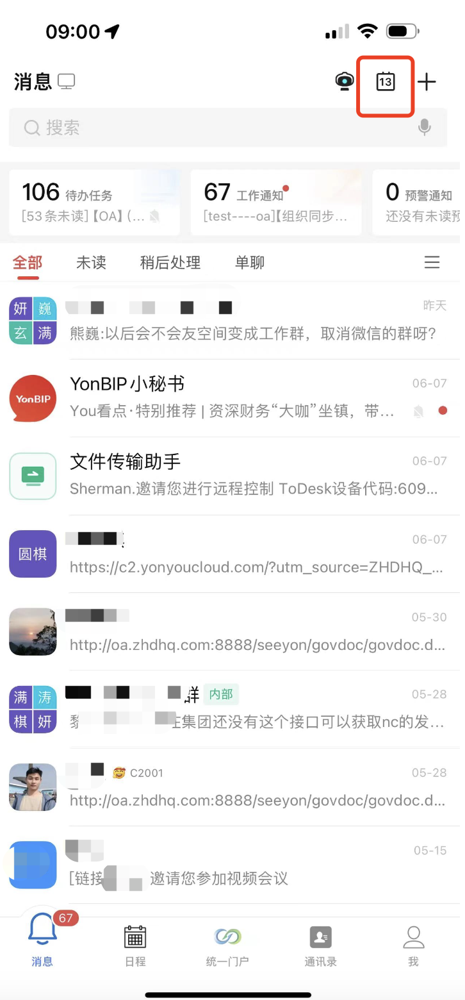 09:00
消息
13
搜索
106 待办任务
[53条未读]【OA】(...
67 工作通知
[test----oa]【组织同步...
0 预警通知
还没有未读预
全部 未读 稍后处理 单聊
妍 巍
玄 满
昨天
熊巍:以后会不会友空间变成工作群，取消微信的群呀?
YonBIP
YonBIP小秘书 06-07
You看点·特别推荐 | 资深财务“大咖”坐镇，带...
文件传输助手 06-07
Sherman.邀请您进行远程控制 ToDesk设备代码:609...
圆棋
06-07
https://c2.yonyoucloud.com/?utm_source=ZHDHQ_...
05-30
http://oa.zhdhq.com:8888/seeyon/govdoc/govdoc.d...
满 涛
棋 妍
群 内部 05-28
在集团还没有这个接口可以获取nc的发...
C2001 05-28
http://oa.zhdhq.com:8888/seeyon/govdoc/govdoc.d...
05-15
[链接 邀请您参加视频会议
67
消息 日程 统一门户 通讯录 我